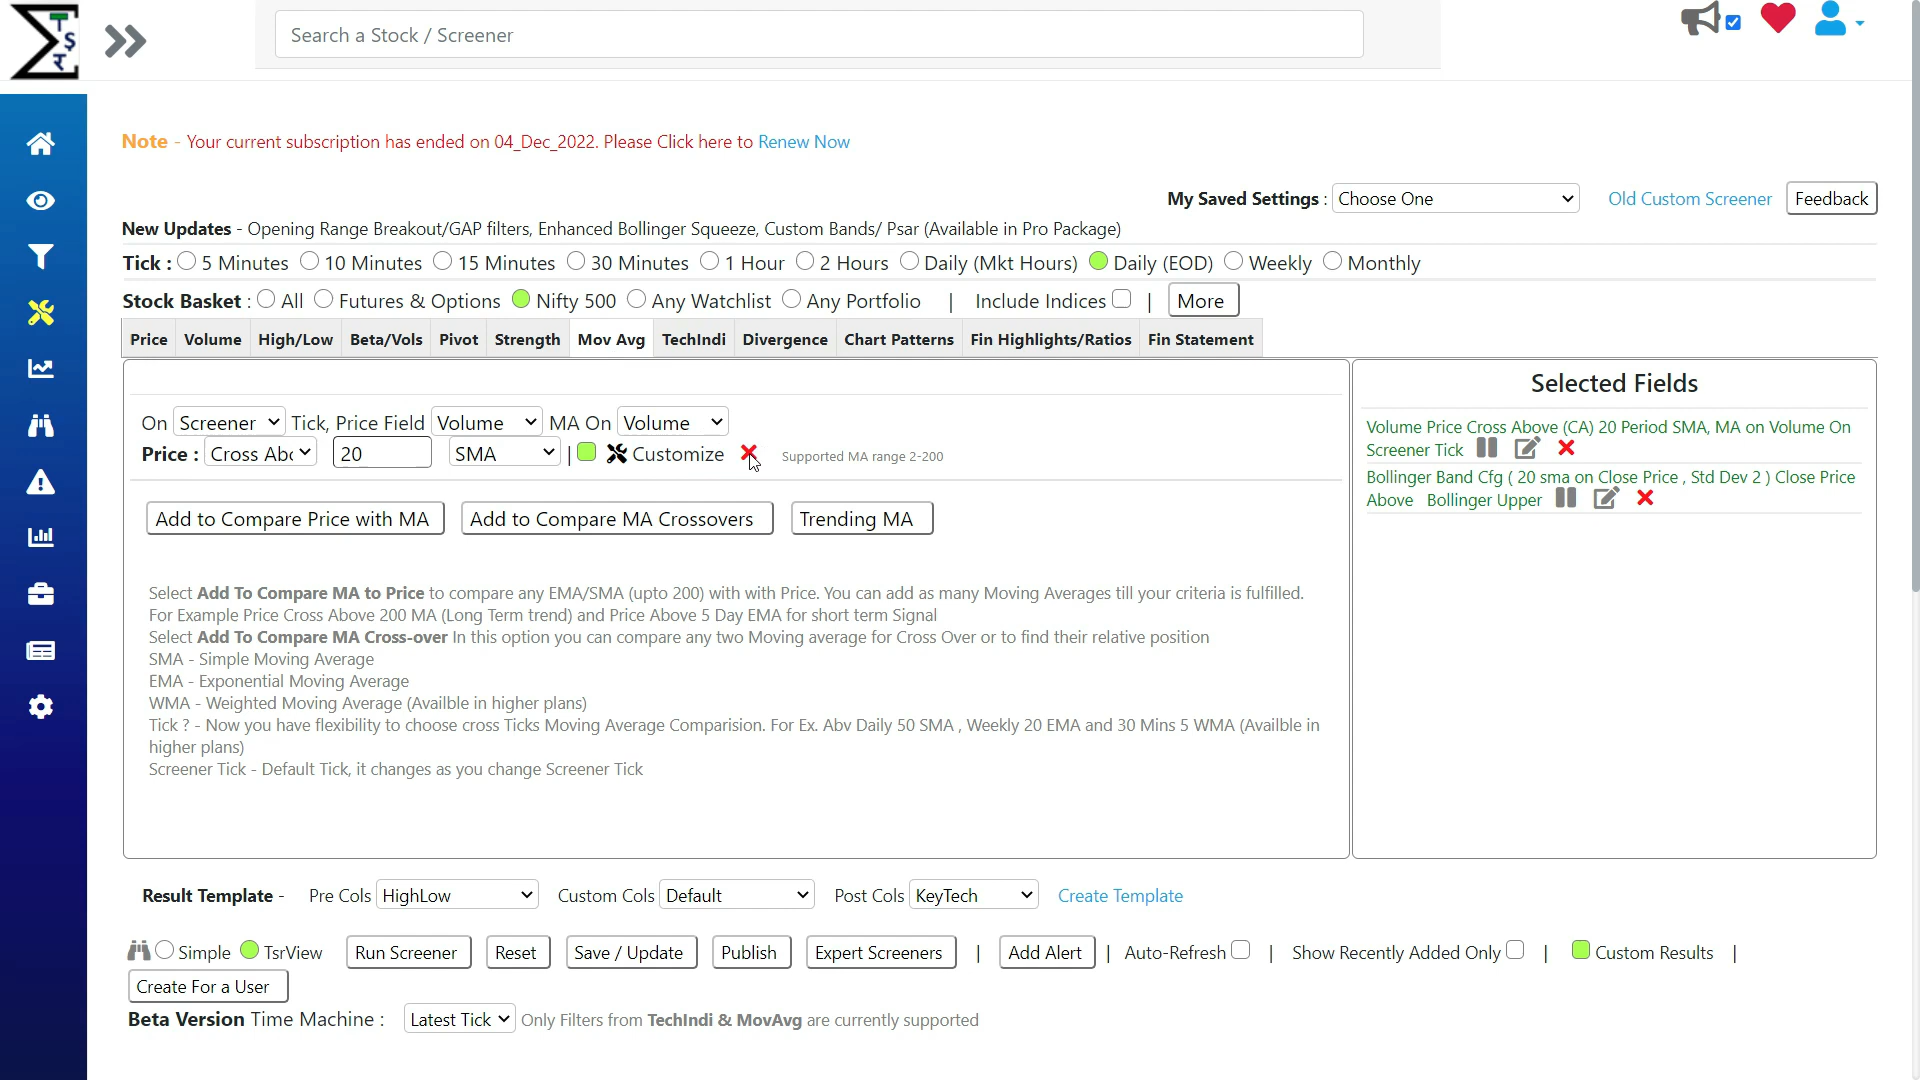 Search a Stock / Screener
Note - Your current subscription has ended on 04_Dec_2022. Please Click here to Renew Now
My Saved Settings : Choose One Old Custom Screener Feedback
New Updates - Opening Range Breakout/GAP filters, Enhanced Bollinger Squeeze, Custom Bands/ Psar (Available in Pro Package)
Tick : 5 Minutes 10 Minutes 15 Minutes 30 Minutes 1 Hour 2 Hours Daily (Mkt Hours) Daily (EOD) Weekly Monthly
Stock Basket : All Futures & Options Nifty 500 Any Watchlist Any Portfolio | Include Indices | More
Price Volume High/Low Beta/Vols Pivot Strength Mov Avg TechIndi Divergence Chart Patterns Fin Highlights/Ratios Fin Statement
On Screener Tick, Price Field Volume MA On Volume
Price : Cross Abc 20 SMA | Customize Supported MA range 2-200
Add to Compare Price with MA Add to Compare MA Crossovers Trending MA
Select Add To Compare MA to Price to compare any EMA/SMA (upto 200) with with Price. You can add as many Moving Averages till your criteria is fulfilled.
For Example Price Cross Above 200 MA (Long Term trend) and Price Above 5 Day EMA for short term Signal
Select Add To Compare MA Cross-over In this option you can compare any two Moving average for Cross Over or to find their relative position
SMA - Simple Moving Average
EMA - Exponential Moving Average
WMA - Weighted Moving Average (Availble in higher plans)
Tick ? - Now you have flexibility to choose cross Ticks Moving Average Comparision. For Ex. Abv Daily 50 SMA , Weekly 20 EMA and 30 Mins 5 WMA (Availble in
higher plans)
Screener Tick - Default Tick, it changes as you change Screener Tick
Selected Fields
Volume Price Cross Above (CA) 20 Period SMA, MA on Volume On
Screener Tick
Bollinger Band Cfg ( 20 sma on Close Price , Std Dev 2 ) Close Price
Above Bollinger Upper
Result Template - Pre Cols HighLow Custom Cols Default Post Cols KeyTech Create Template
Simple TsrView Run Screener Reset Save / Update Publish Expert Screeners | Add Alert | Auto-Refresh | Show Recently Added Only | Custom Results |
Create For a User
Beta Version Time Machine : Latest Tick Only Filters from TechIndi & MovAvg are currently supported